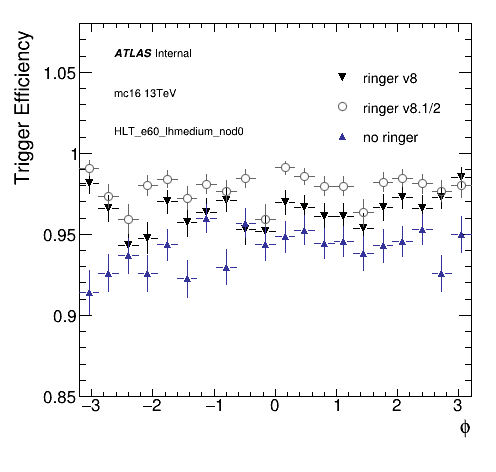 Trigger Efficiency
1.05
1
0.95
0.9
0.85
ATLAS Internal
mc16 13TeV
HLT_e60_lhmedium_nod0
ringer v8
ringer v8.1/2
no ringer
−3 −2 −1 0 1 2 3
ϕ